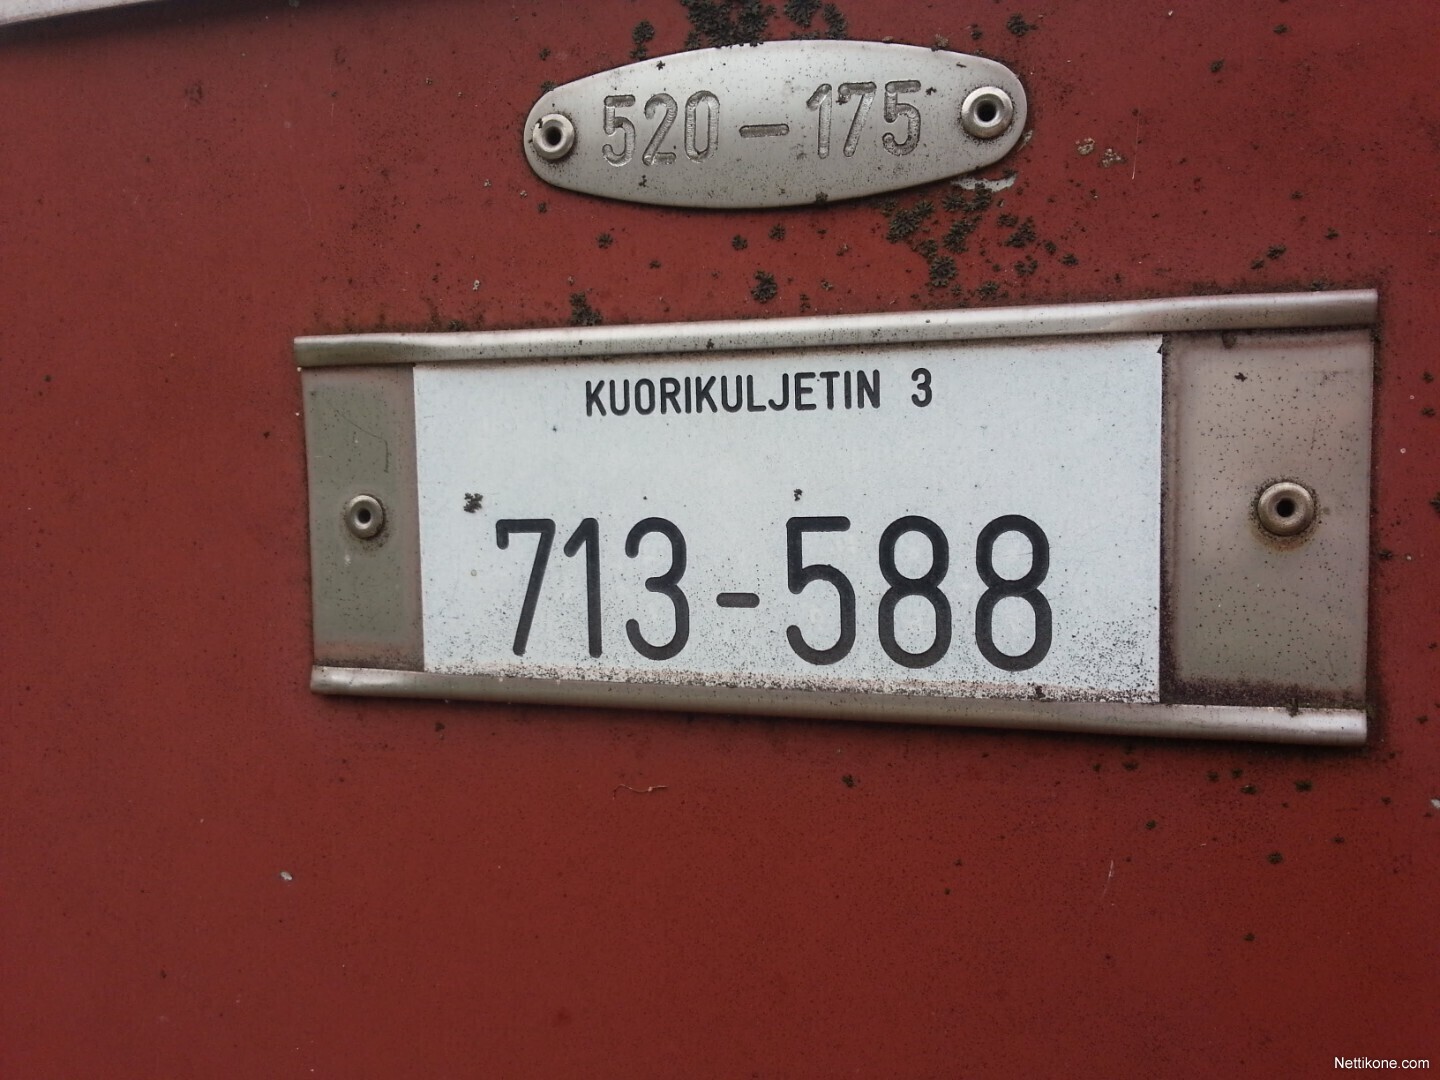 520-175
KUORIKULJETIN 3
713-588
Nettikone.com